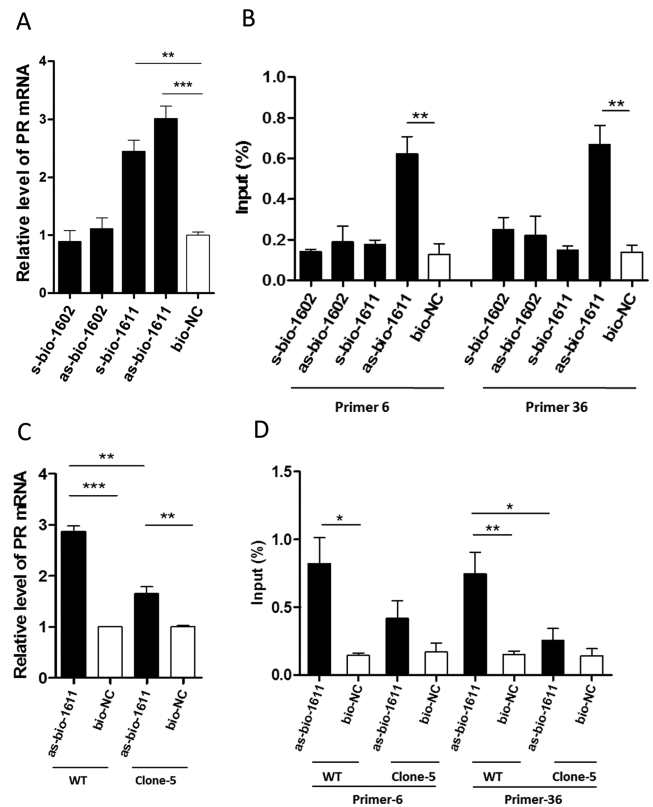 A
Relative level of PR mRNA
4
3
2
1
0
**
***
s-bio-1602
as-bio-1602
s-bio-1611
as-bio-1611
bio-NC
B
Input (%)
1.0
0.8
0.6
0.4
0.2
0.0
**
**
s-bio-1602
as-bio-1602
s-bio-1611
as-bio-1611
bio-NC
s-bio-1602
as-bio-1602
s-bio-1611
as-bio-1611
bio-NC
Primer 6
Primer 36
C
Relative level of PR mRNA
4
3
2
1
0
**
***
**
as-bio-1611
bio-NC
as-bio-1611
bio-NC
WT
Clone-5
D
Input (%)
1.5
1.0
0.5
0.0
*
*
**
as-bio-1611
bio-NC
as-bio-1611
bio-NC
as-bio-1611
bio-NC
as-bio-1611
bio-NC
WT
Clone-5
WT
Clone-5
Primer-6
Primer-36